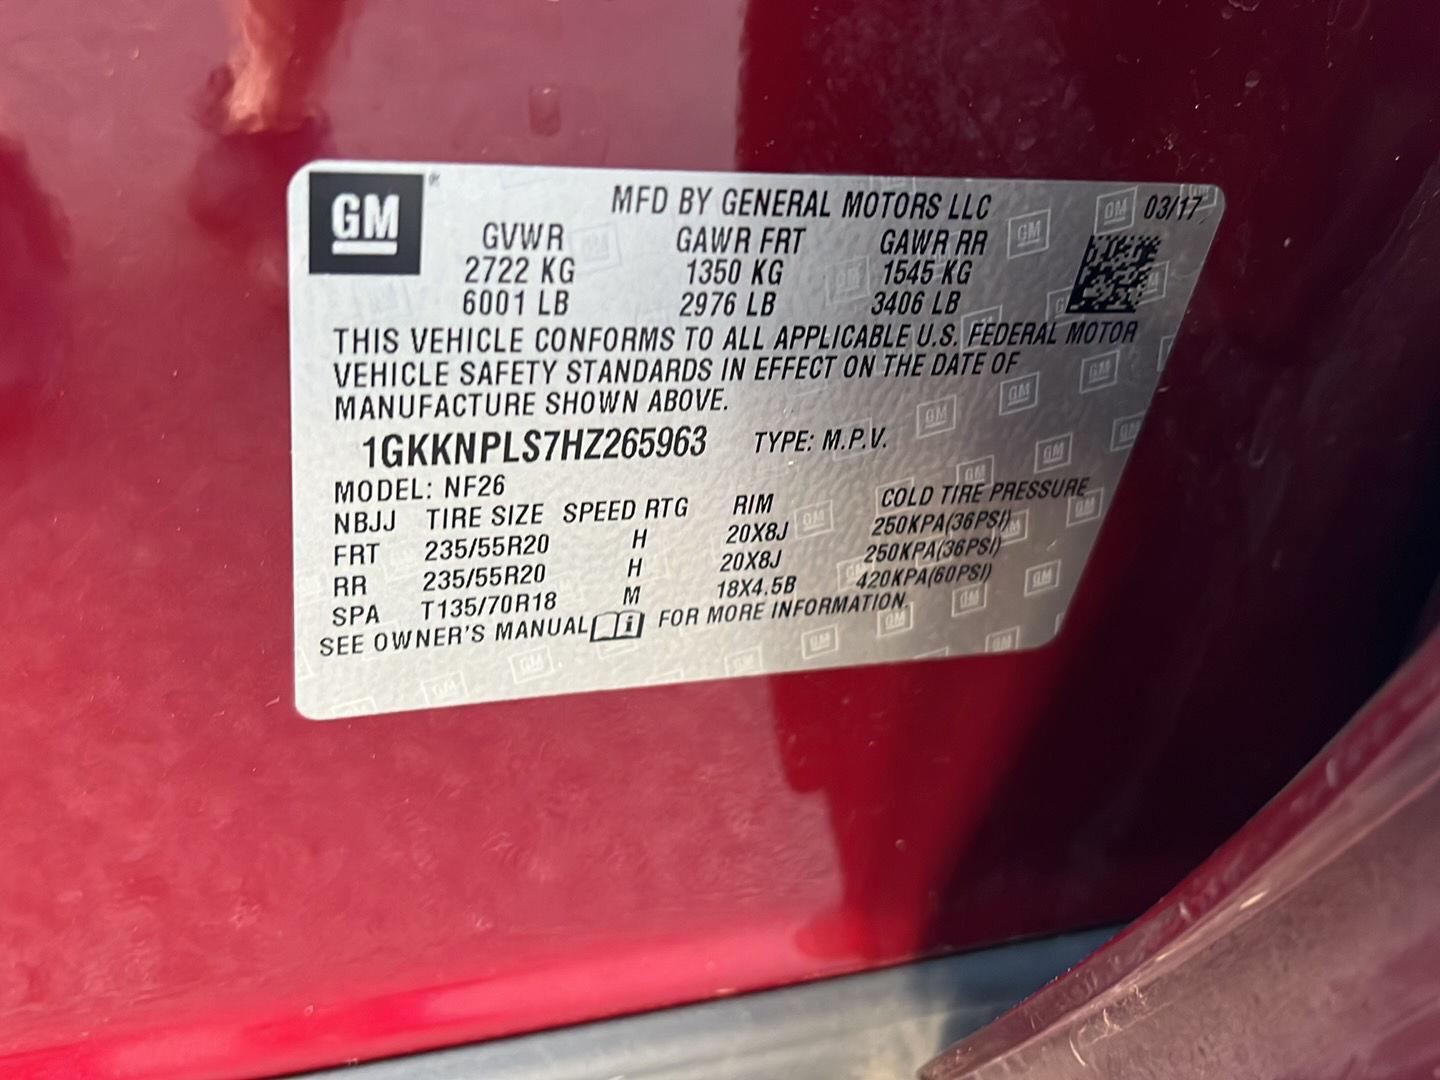 GM ®
MFD BY GENERAL MOTORS LLC 03/17
GVWR GAWR FRT GAWR RR
2722 KG 1350 KG 1545 KG
6001 LB 2976 LB 3406 LB
THIS VEHICLE CONFORMS TO ALL APPLICABLE U.S. FEDERAL MOTOR
VEHICLE SAFETY STANDARDS IN EFFECT ON THE DATE OF
MANUFACTURE SHOWN ABOVE.
1GKKNPLS7HZ265963 TYPE: M.P.V.
MODEL: NF26
NBJJ TIRE SIZE SPEED RTG RIM COLD TIRE PRESSURE
FRT 235/55R20 H 20X8J 250KPA(36PSI)
RR 235/55R20 H 20X8J 250KPA(36PSI)
SPA T135/70R18 M 18X4.5B 420KPA(60PSI)
SEE OWNER'S MANUAL i FOR MORE INFORMATION.